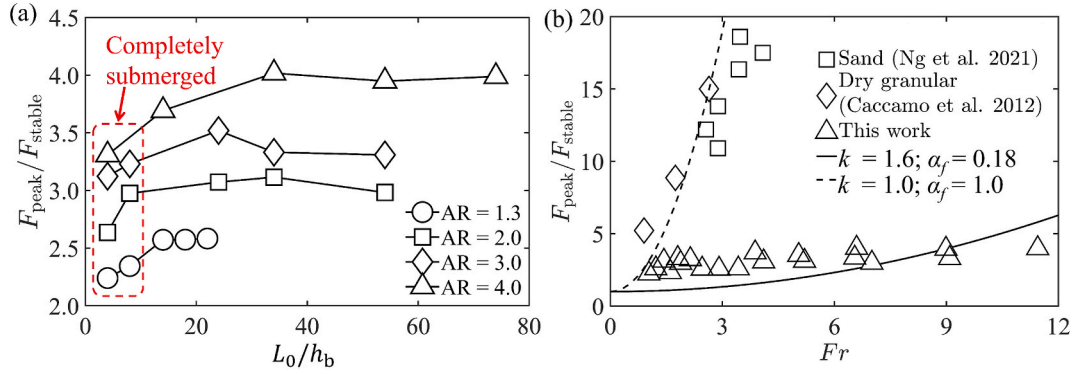 (a)
4.5
4.0
3.5
3.0
2.5
2.0
F_peak/F_stable
Completely
submerged
AR = 1.3
AR = 2.0
AR = 3.0
AR = 4.0
0 20 40 60 80
L_0/h_b
(b)
20
15
10
5
0
F_peak/F_stable
Sand (Ng et al. 2021)
Dry granular
(Caccamo et al. 2012)
This work
k = 1.6; α_f = 0.18
k = 1.0; α_f = 1.0
0 3 6 9 12
Fr